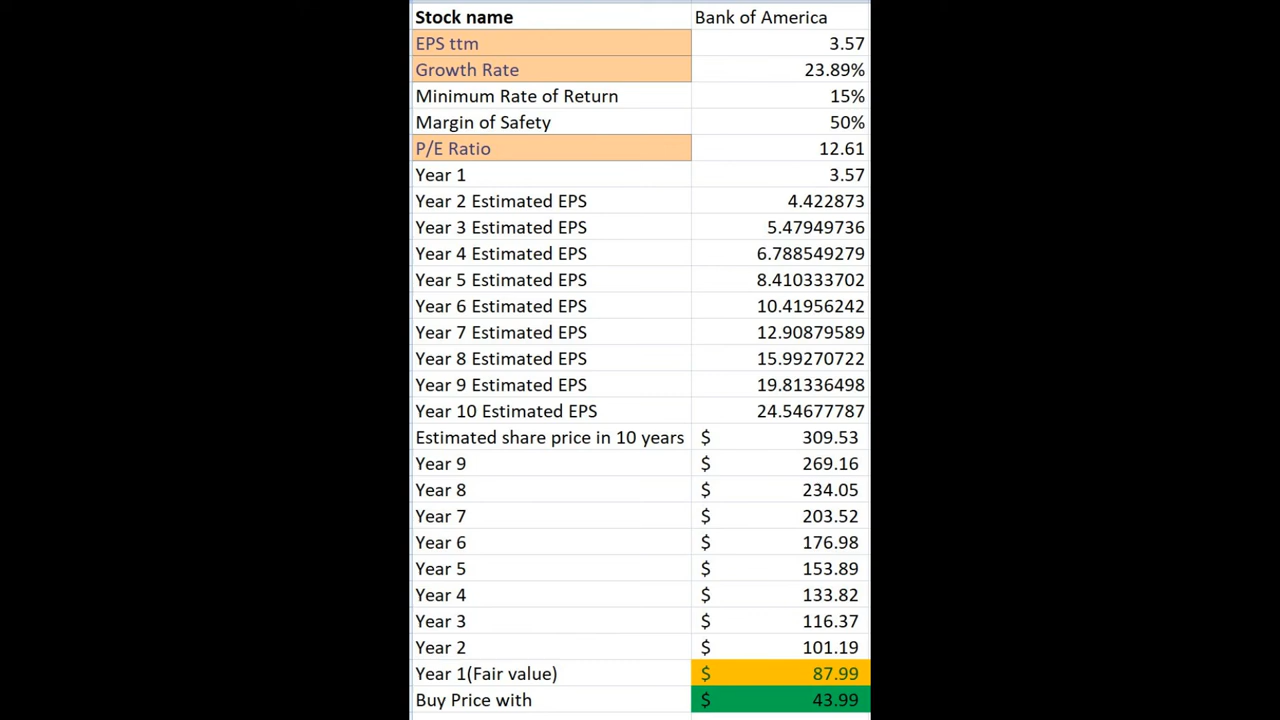 Stock name Bank of America
EPS ttm 3.57
Growth Rate 23.89%
Minimum Rate of Return 15%
Margin of Safety 50%
P/E Ratio 12.61
Year 1 3.57
Year 2 Estimated EPS 4.422873
Year 3 Estimated EPS 5.47949736
Year 4 Estimated EPS 6.788549279
Year 5 Estimated EPS 8.410333702
Year 6 Estimated EPS 10.41956242
Year 7 Estimated EPS 12.90879589
Year 8 Estimated EPS 15.99270722
Year 9 Estimated EPS 19.81336498
Year 10 Estimated EPS 24.54677787
Estimated share price in 10 years $ 309.53
Year 9 $ 269.16
Year 8 $ 234.05
Year 7 $ 203.52
Year 6 $ 176.98
Year 5 $ 153.89
Year 4 $ 133.82
Year 3 $ 116.37
Year 2 $ 101.19
Year 1(Fair value) $ 87.99
Buy Price with $ 43.99